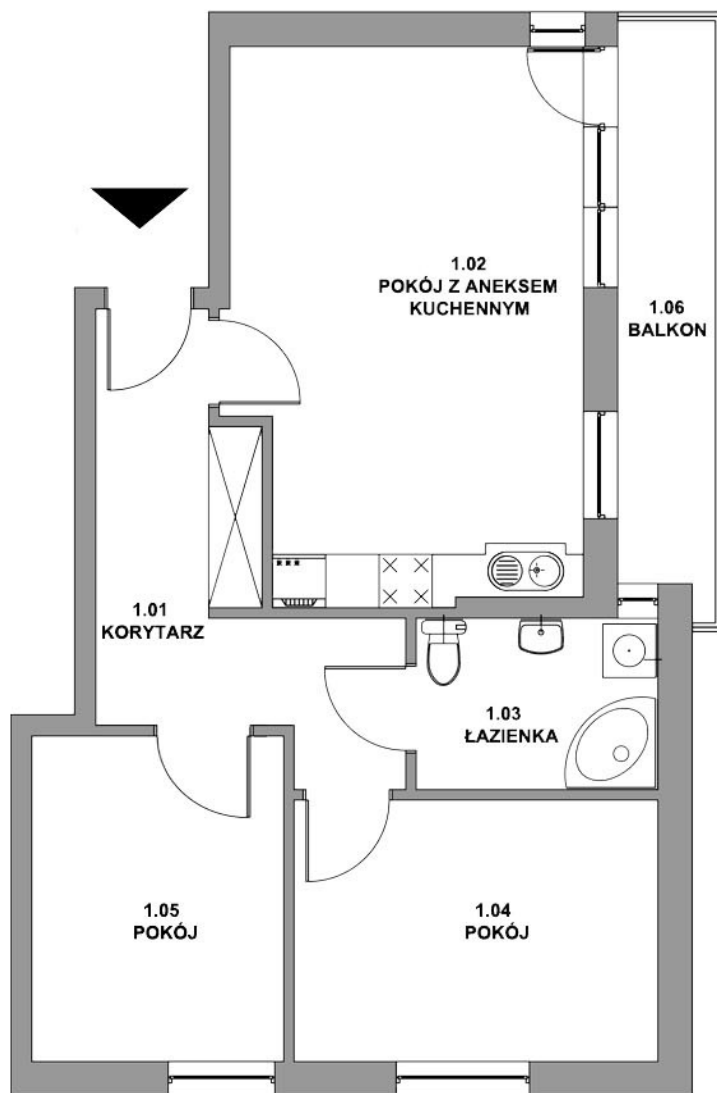 1.02
POKÓJ Z ANEKSEM
KUCHENNYM
1.06
BALKON
1.01
KORYTARZ
1.03
ŁAZIENKA
1.05
POKÓJ
1.04
POKÓJ